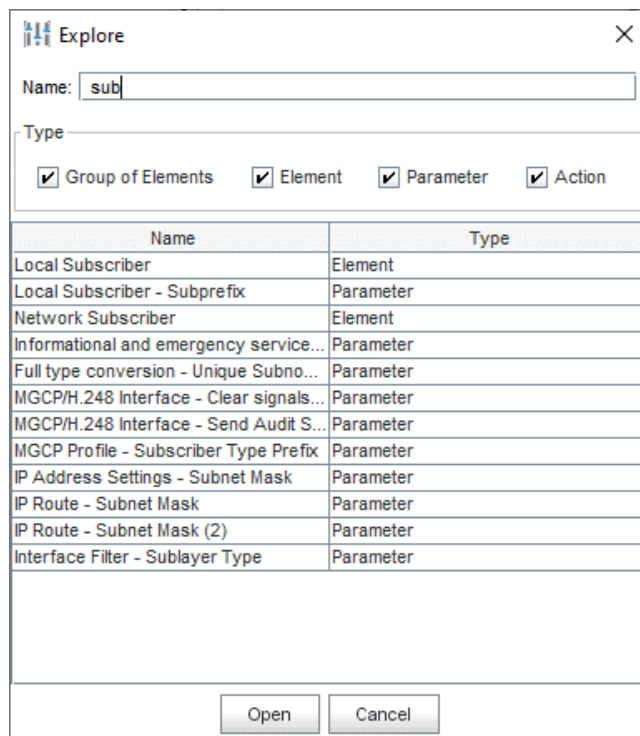 Explore
Name: sub
Type
Group of Elements Element Parameter Action
Name Type
Local Subscriber Element
Local Subscriber - Subprefix Parameter
Network Subscriber Element
Informational and emergency service... Parameter
Full type conversion - Unique Subno... Parameter
MGCP/H.248 Interface - Clear signals... Parameter
MGCP/H.248 Interface - Send Audit S... Parameter
MGCP Profile - Subscriber Type Prefix Parameter
IP Address Settings - Subnet Mask Parameter
IP Route - Subnet Mask Parameter
IP Route - Subnet Mask (2) Parameter
Interface Filter - Sublayer Type Parameter
Open Cancel